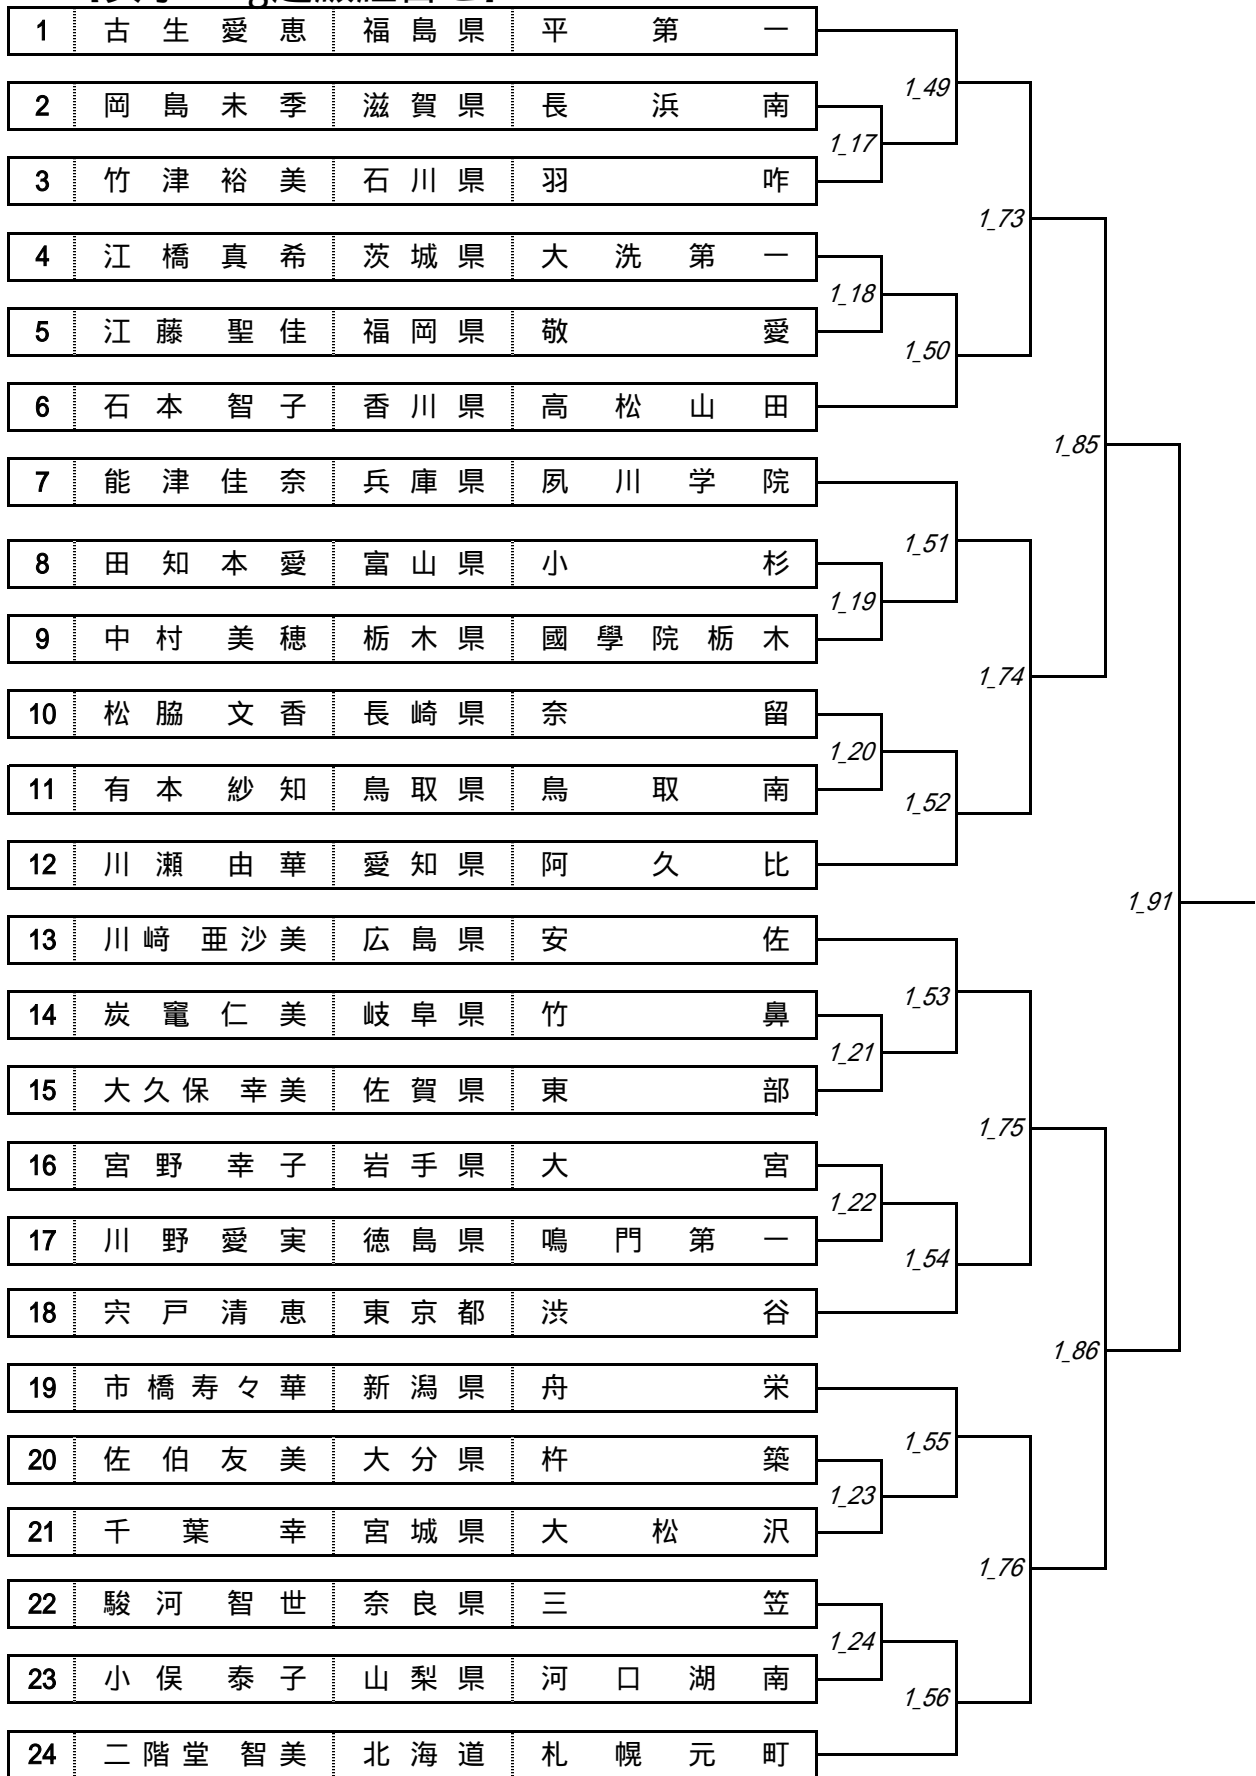 1 古生愛恵 福島県 平第一
1_49
2 岡島未季 滋賀県 長浜南
1_17
3 竹津裕美 石川県 羽咋
1_73
4 江橋真希 茨城県 大洗第一
1_18
5 江藤聖佳 福岡県 敬愛
1_50
6 石本智子 香川県 高松山田
1_85
7 能津佳奈 兵庫県 夙川学院
1_51
8 田知本愛 富山県 小杉
1_19
9 中村美穂 栃木県 國學院栃木
1_74
10 松脇文香 長崎県 奈留
1_20
11 有本紗知 鳥取県 鳥取南
1_52
12 川瀬由華 愛知県 阿久比
1_91
13 川﨑亜沙美 広島県 安佐
1_53
14 炭竃仁美 岐阜県 竹鼻
1_21
15 大久保幸美 佐賀県 東部
1_75
16 宮野幸子 岩手県 大宮
1_22
17 川野愛実 徳島県 鳴門第一
1_54
18 宍戸清恵 東京都 渋谷
1_86
19 市橋寿々華 新潟県 舟栄
1_55
20 佐伯友美 大分県 杵築
1_23
21 千葉幸 宮城県 大松沢
1_76
22 駿河智世 奈良県 三笠
1_24
23 小俣泰子 山梨県 河口湖南
1_56
24 二階堂智美 北海道 札幌元町